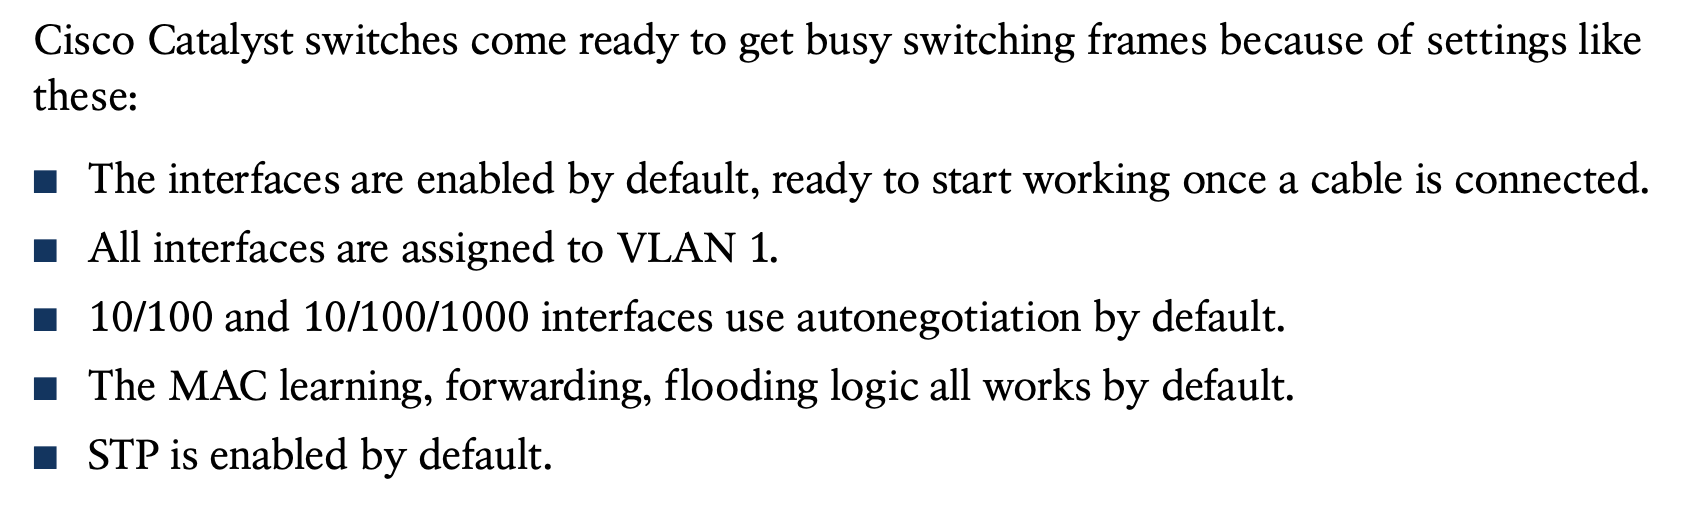 Cisco Catalyst switches come ready to get busy switching frames because of settings like
these:
■ The interfaces are enabled by default, ready to start working once a cable is connected.
■ All interfaces are assigned to VLAN 1.
■ 10/100 and 10/100/1000 interfaces use autonegotiation by default.
■ The MAC learning, forwarding, flooding logic all works by default.
■ STP is enabled by default.